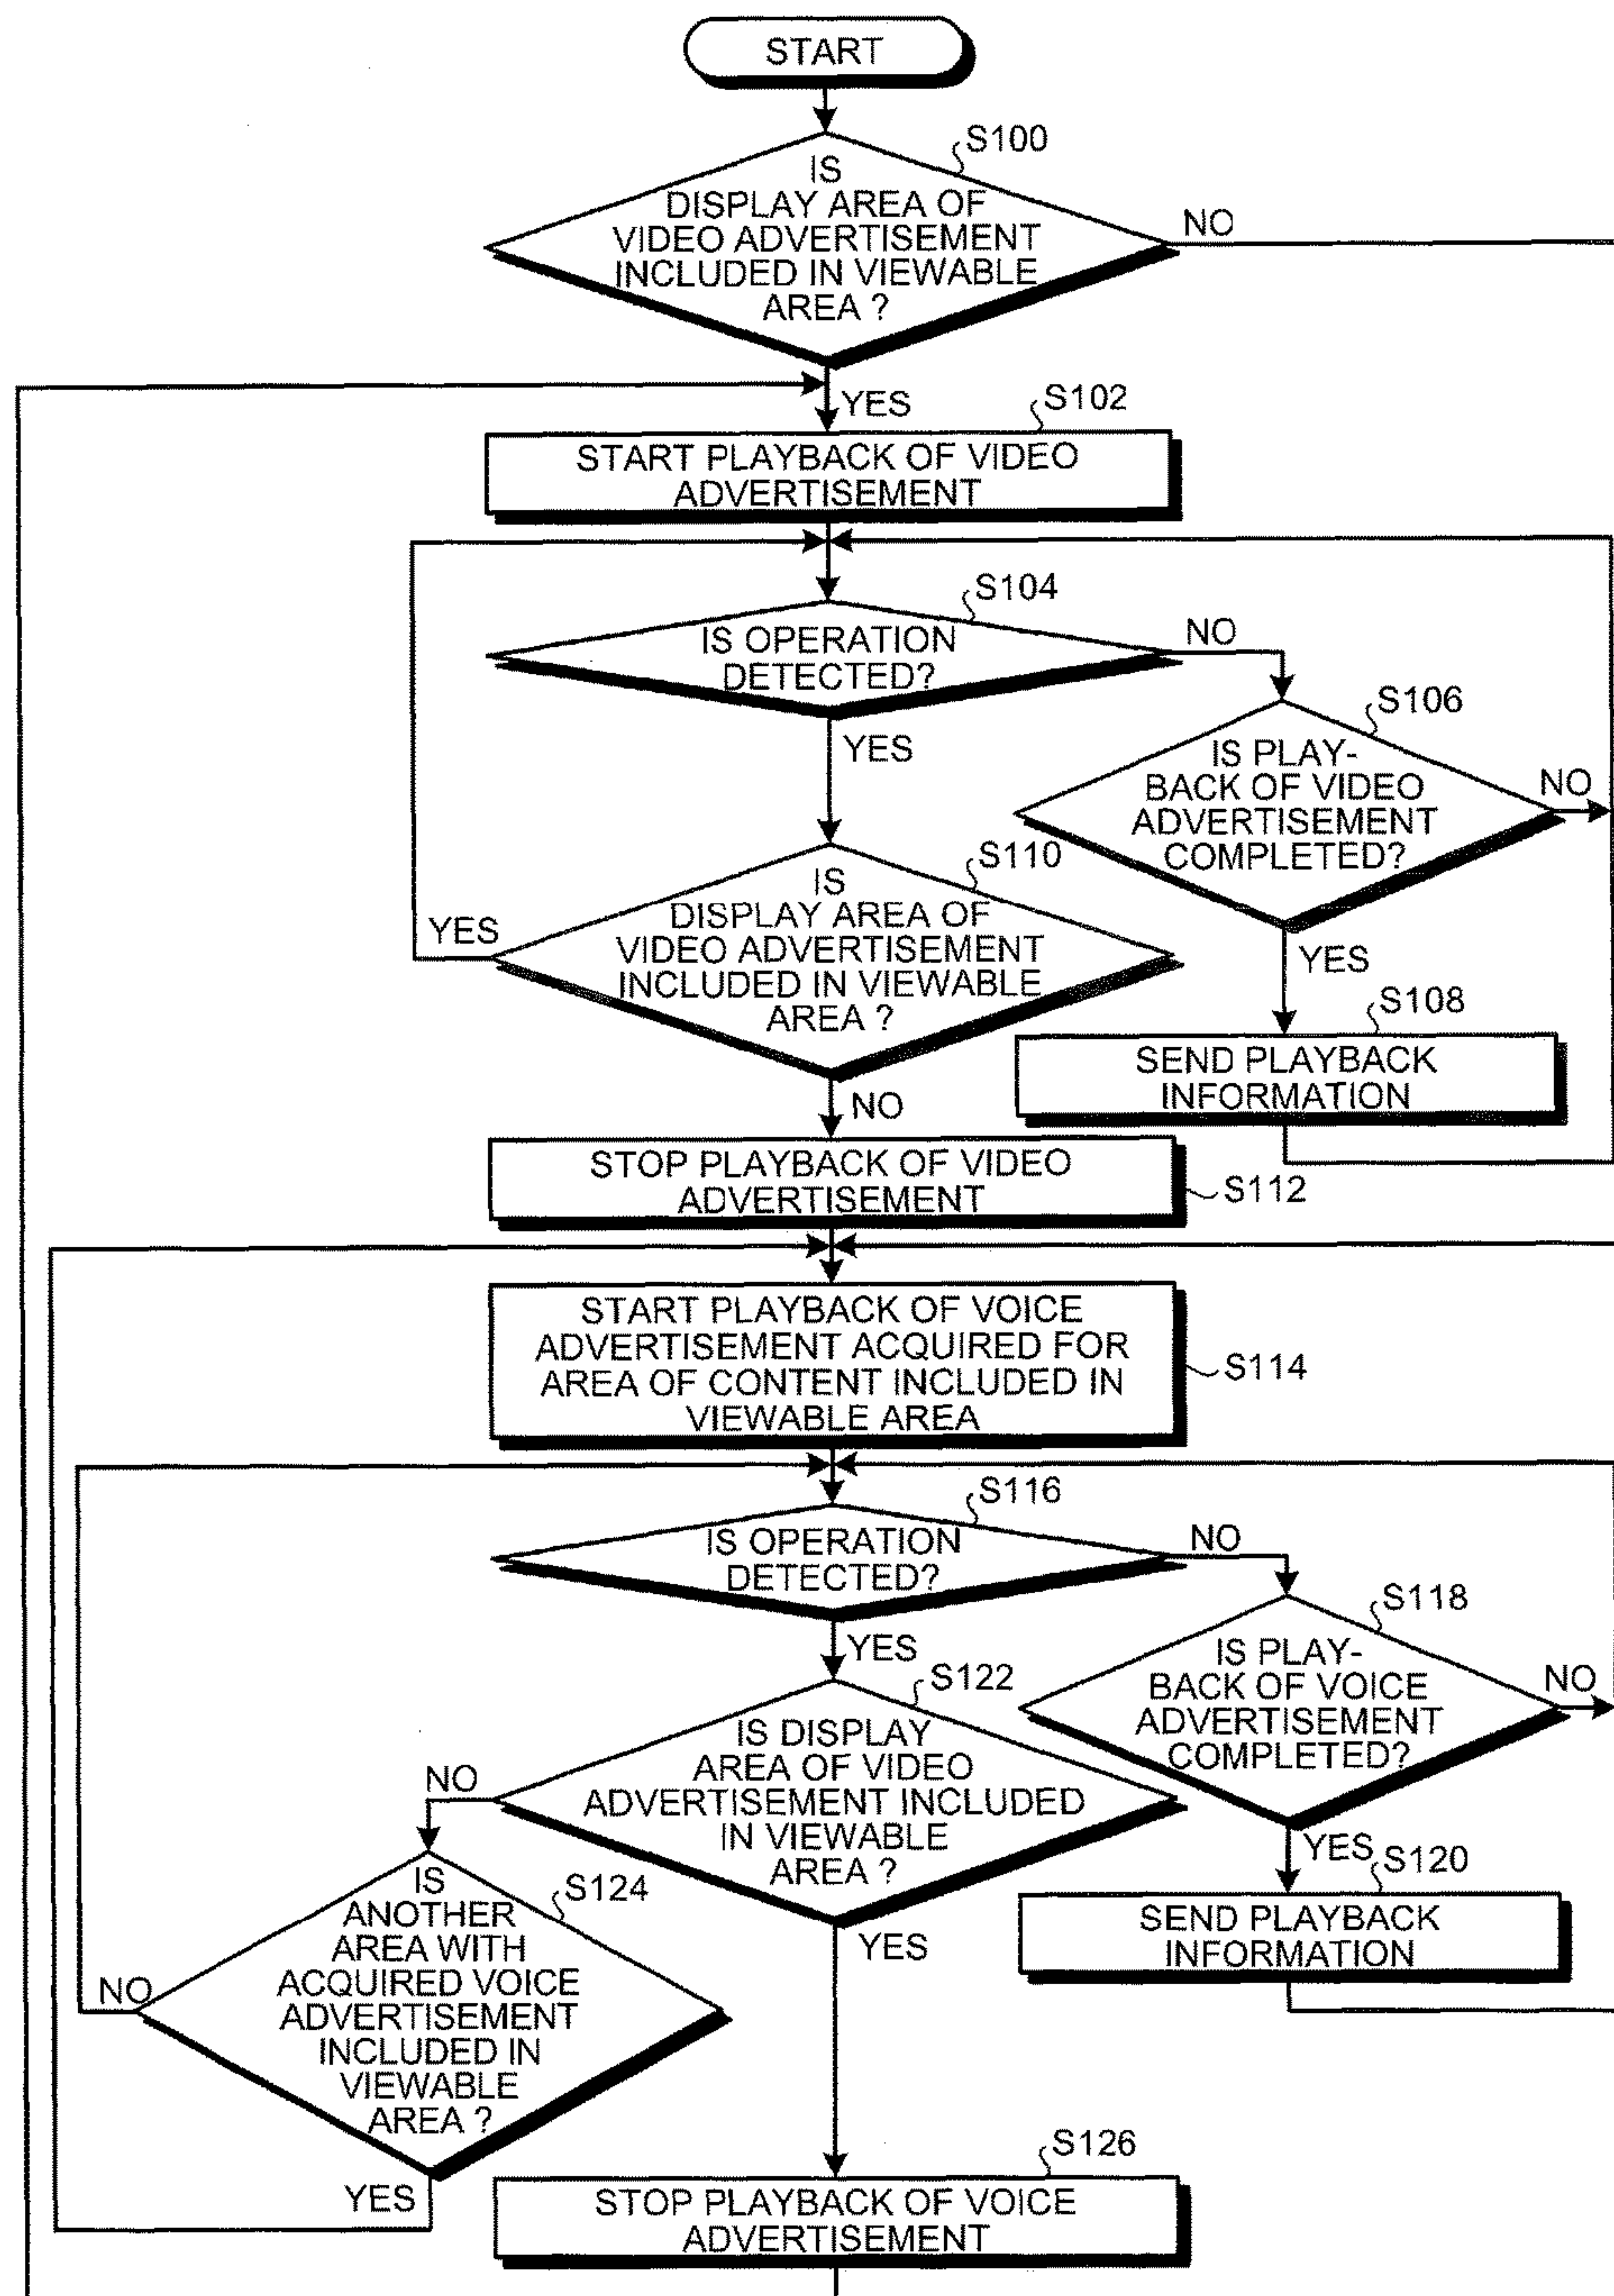 START
S100
IS
DISPLAY AREA OF
VIDEO ADVERTISEMENT
INCLUDED IN VIEWABLE
AREA ?
NO
YES
S102
START PLAYBACK OF VIDEO
ADVERTISEMENT
S104
IS OPERATION
DETECTED?
NO
YES
S106
IS PLAY-
BACK OF VIDEO
ADVERTISEMENT
COMPLETED?
NO
YES
S108
SEND PLAYBACK
INFORMATION
S110
IS
DISPLAY AREA OF
VIDEO ADVERTISEMENT
INCLUDED IN VIEWABLE
AREA ?
YES
NO
STOP PLAYBACK OF VIDEO
ADVERTISEMENT
S112
START PLAYBACK OF VOICE
ADVERTISEMENT ACQUIRED FOR
AREA OF CONTENT INCLUDED IN
VIEWABLE AREA
S114
S116
IS OPERATION
DETECTED?
NO
YES
S118
IS PLAY-
BACK OF VOICE
ADVERTISEMENT
COMPLETED?
NO
YES
S120
SEND PLAYBACK
INFORMATION
S122
IS DISPLAY
AREA OF VIDEO
ADVERTISEMENT INCLUDED
IN VIEWABLE
AREA ?
NO
YES
S124
IS
ANOTHER
AREA WITH
ACQUIRED VOICE
ADVERTISEMENT
INCLUDED IN
VIEWABLE
AREA ?
NO
YES
S126
STOP PLAYBACK OF VOICE
ADVERTISEMENT